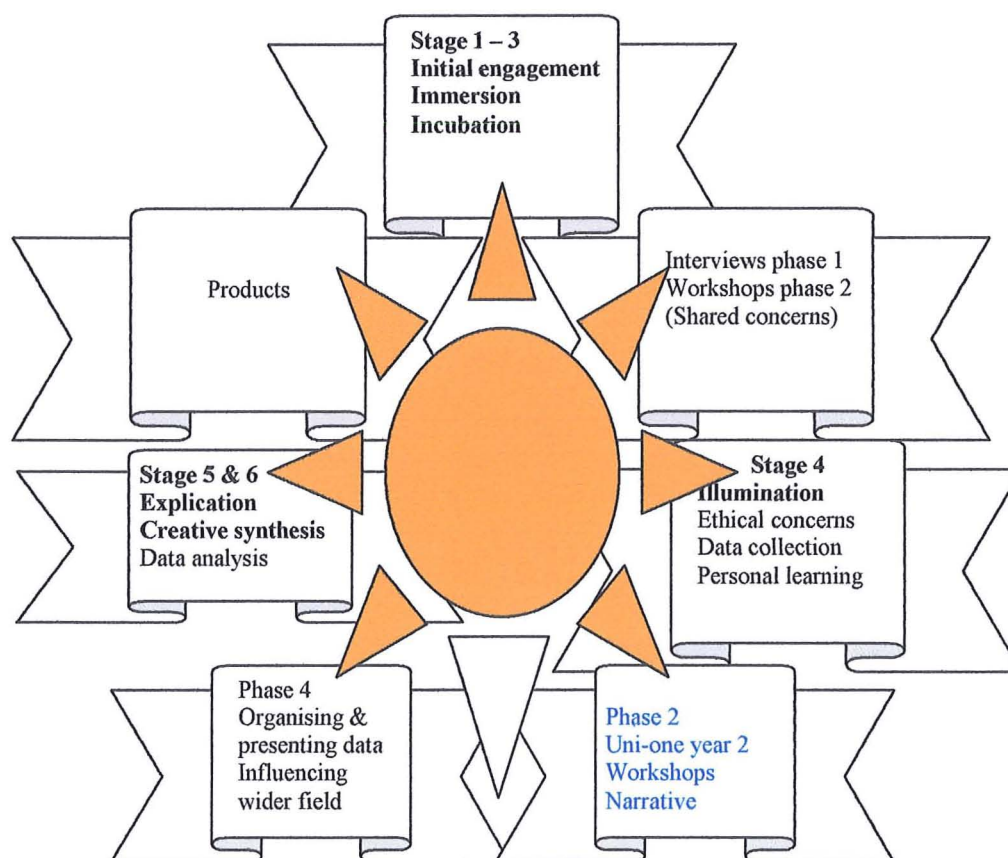 Stage 1 – 3
Initial engagement
Immersion
Incubation
Products
Interviews phase 1
Workshops phase 2
(Shared concerns)
Stage 5 & 6
Explication
Creative synthesis
Data analysis
Stage 4
Illumination
Ethical concerns
Data collection
Personal learning
Phase 4
Organising &
presenting data
Influencing
wider field
Phase 2
Uni-one year 2
Workshops
Narrative